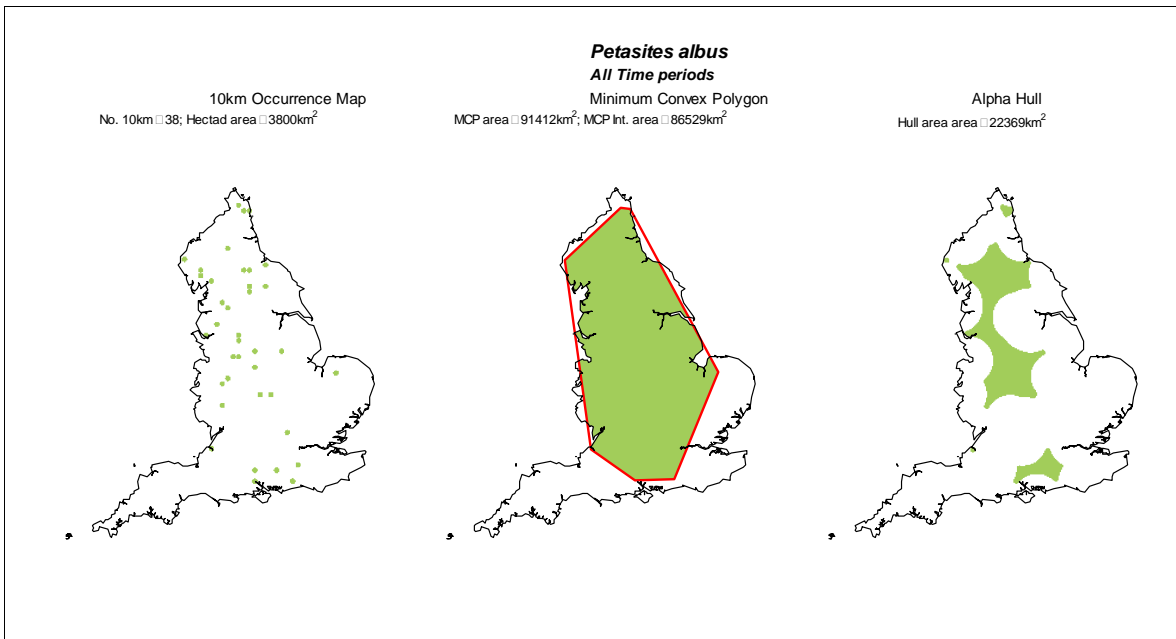 Petasites albus
All Time periods
10km Occurrence Map
No. 10km □38; Hectad area □3800km²
Minimum Convex Polygon
MCP area □91412km²; MCP Int. area □86529km²
Alpha Hull
Hull area area □22369km²